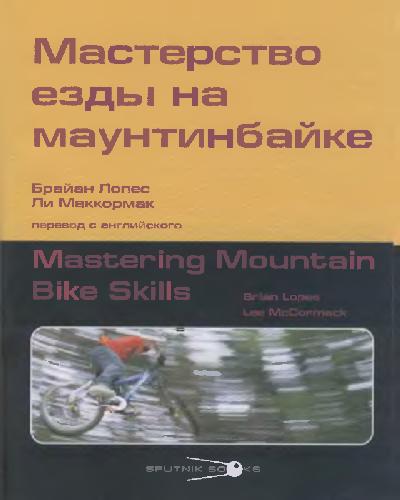 Мастерство
езды на
маунтинбайке
Брайан Лопес
Ли Маккормак
перевод с английского
Mastering Mountain
Bike Skills
Brian Lopes
Lee McCormack
SPUTNIK BOOKS